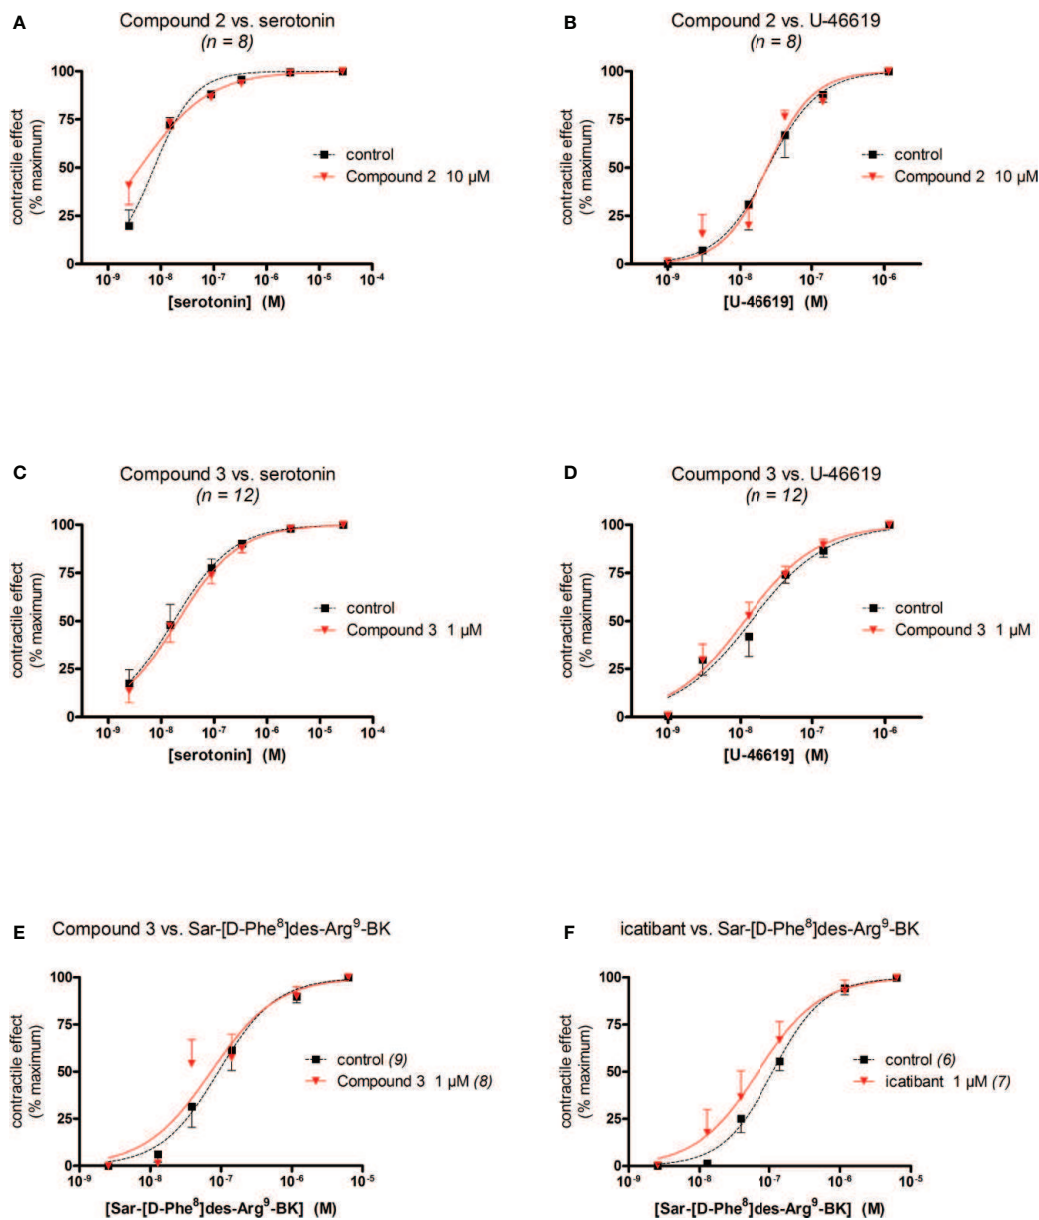 A
Compound 2 vs. serotonin
(n = 8)
contractile effect
(% maximum)
100
75
50
25
0
10⁻⁹ 10⁻⁸ 10⁻⁷ 10⁻⁶ 10⁻⁵ 10⁻⁴
[serotonin] (M)
control
Compound 2 10 µM
B
Compound 2 vs. U-46619
(n = 8)
contractile effect
(% maximum)
100
75
50
25
0
10⁻⁹ 10⁻⁸ 10⁻⁷ 10⁻⁶
[U-46619] (M)
control
Compound 2 10 µM
C
Compound 3 vs. serotonin
(n = 12)
contractile effect
(% maximum)
100
75
50
25
0
10⁻⁹ 10⁻⁸ 10⁻⁷ 10⁻⁶ 10⁻⁵ 10⁻⁴
[serotonin] (M)
control
Compound 3 1 µM
D
Coumpond 3 vs. U-46619
(n = 12)
contractile effect
(% maximum)
100
75
50
25
0
10⁻⁹ 10⁻⁸ 10⁻⁷ 10⁻⁶
[U-46619] (M)
control
Compound 3 1 µM
E
Compound 3 vs. Sar-[D-Phe⁸]des-Arg⁹-BK
contractile effect
(% maximum)
100
75
50
25
0
10⁻⁹ 10⁻⁸ 10⁻⁷ 10⁻⁶ 10⁻⁵
[Sar-[D-Phe⁸]des-Arg⁹-BK] (M)
control (9)
Compound 3 1 µM (8)
F
icatibant vs. Sar-[D-Phe⁸]des-Arg⁹-BK
contractile effect
(% maximum)
100
75
50
25
0
10⁻⁹ 10⁻⁸ 10⁻⁷ 10⁻⁶ 10⁻⁵
[Sar-[D-Phe⁸]des-Arg⁹-BK] (M)
control (6)
icatibant 1 µM (7)